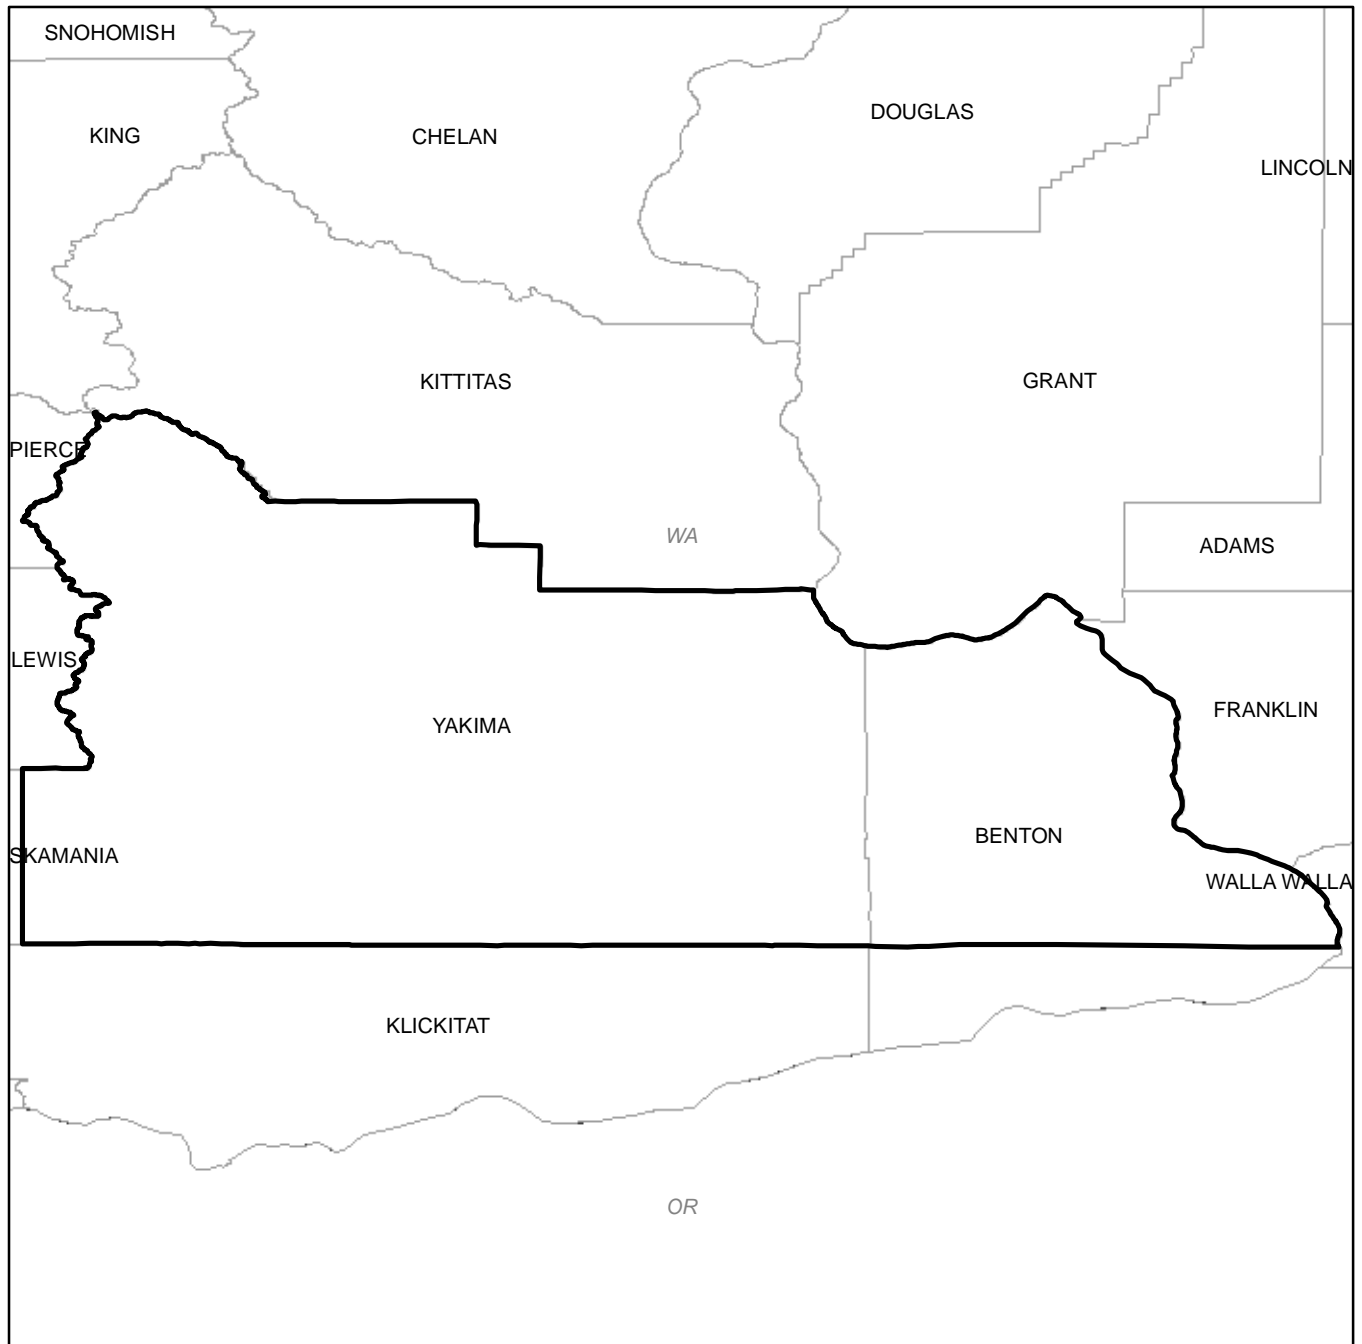 SNOHOMISH
DOUGLAS
KING
CHELAN
LINCOLN
KITTITAS
GRANT
PIERCE
WA
ADAMS
LEWIS
FRANKLIN
YAKIMA
BENTON
SKAMANIA
WALLA WALLA
KLICKITAT
OR